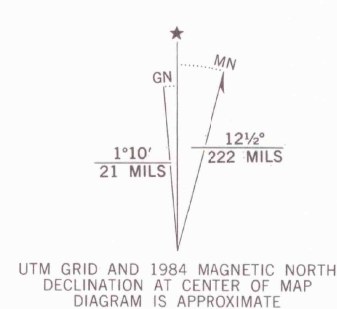 MN
GN
12½°
222 MILS
1°10′
21 MILS
UTM GRID AND 1984 MAGNETIC NORTH
DECLINATION AT CENTER OF MAP
DIAGRAM IS APPROXIMATE